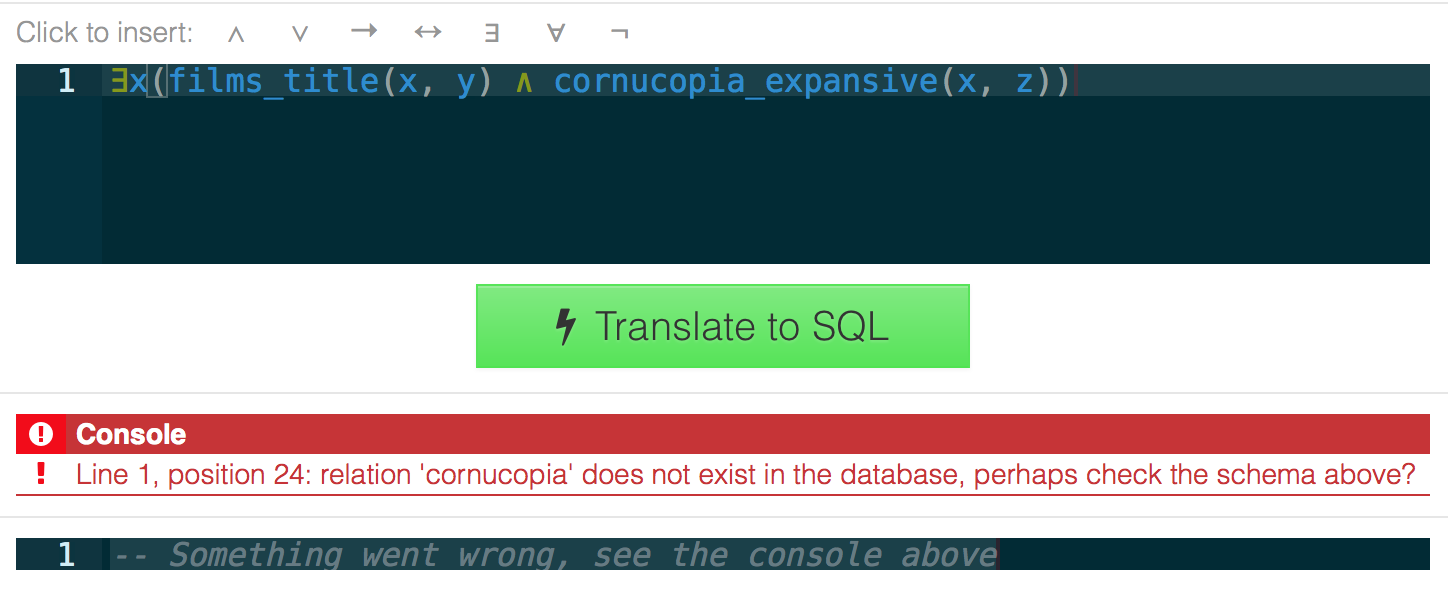 Click to insert: ∧ ∨ → ↔ ∃ ∀ ¬
1 ∃x(films_title(x, y) ∧ cornucopia_expansive(x, z))
Translate to SQL
Console
! Line 1, position 24: relation 'cornucopia' does not exist in the database, perhaps check the schema above?
1 -- Something went wrong, see the console above